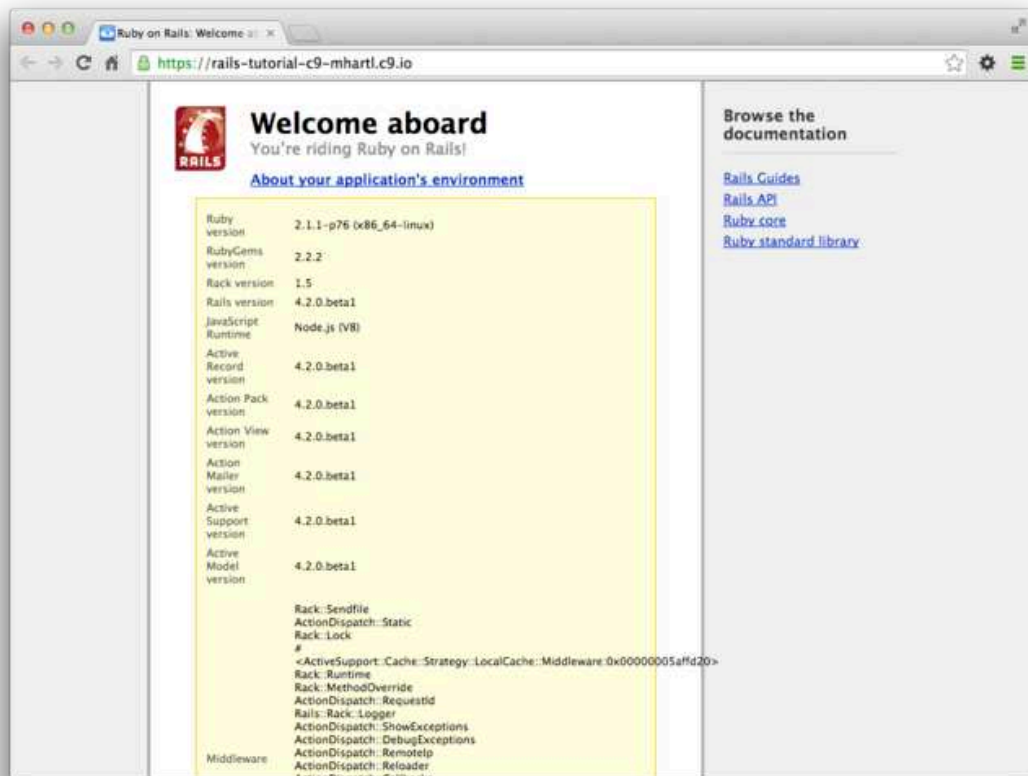 Ruby on Rails: Welcome a
https://rails-tutorial-c9-mhartl.c9.io
RAILS
Welcome aboard
You're riding Ruby on Rails!
About your application's environment
Ruby
version
2.1.1-p76 (x86_64-linux)
RubyGems
version
2.2.2
Rack version
1.5
Rails version
4.2.0.beta1
JavaScript
Runtime
Node.js (V8)
Active
Record
version
4.2.0.beta1
Action Pack
version
4.2.0.beta1
Action View
version
4.2.0.beta1
Action
Mailer
version
4.2.0.beta1
Active
Support
version
4.2.0.beta1
Active
Model
version
4.2.0.beta1
Middleware
Rack::Sendfile
ActionDispatch::Static
Rack::Lock
#
<ActiveSupport::Cache::Strategy::LocalCache::Middleware:0x00000005affd20>
Rack::Runtime
Rack::MethodOverride
ActionDispatch::RequestId
Rails::Rack::Logger
ActionDispatch::ShowExceptions
ActionDispatch::DebugExceptions
ActionDispatch::RemoteIp
ActionDispatch::Reloader
Browse the
documentation
Rails Guides
Rails API
Ruby core
Ruby standard library